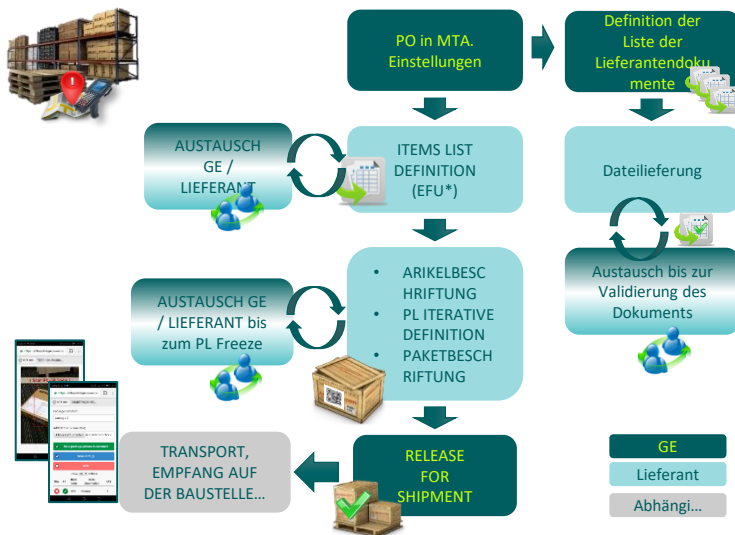 PO in MTA.
Einstellungen
Definition der
Liste der
Lieferantendoku
mente
AUSTAUSCH
GE /
LIEFERANT
ITEMS LIST
DEFINITION
(EFU*)
Dateilieferung
AUSTAUSCH GE
/ LIEFERANT bis
zum PL Freeze
• ARIKELBESC
HRIFTUNG
• PL ITERATIVE
DEFINITION
• PAKETBESCH
RIFTUNG
Austausch bis zur
Validierung des
Dokuments
TRANSPORT,
EMPFANG AUF
DER BAUSTELLE...
RELEASE
FOR
SHIPMENT
GE
Lieferant
Abhängi...